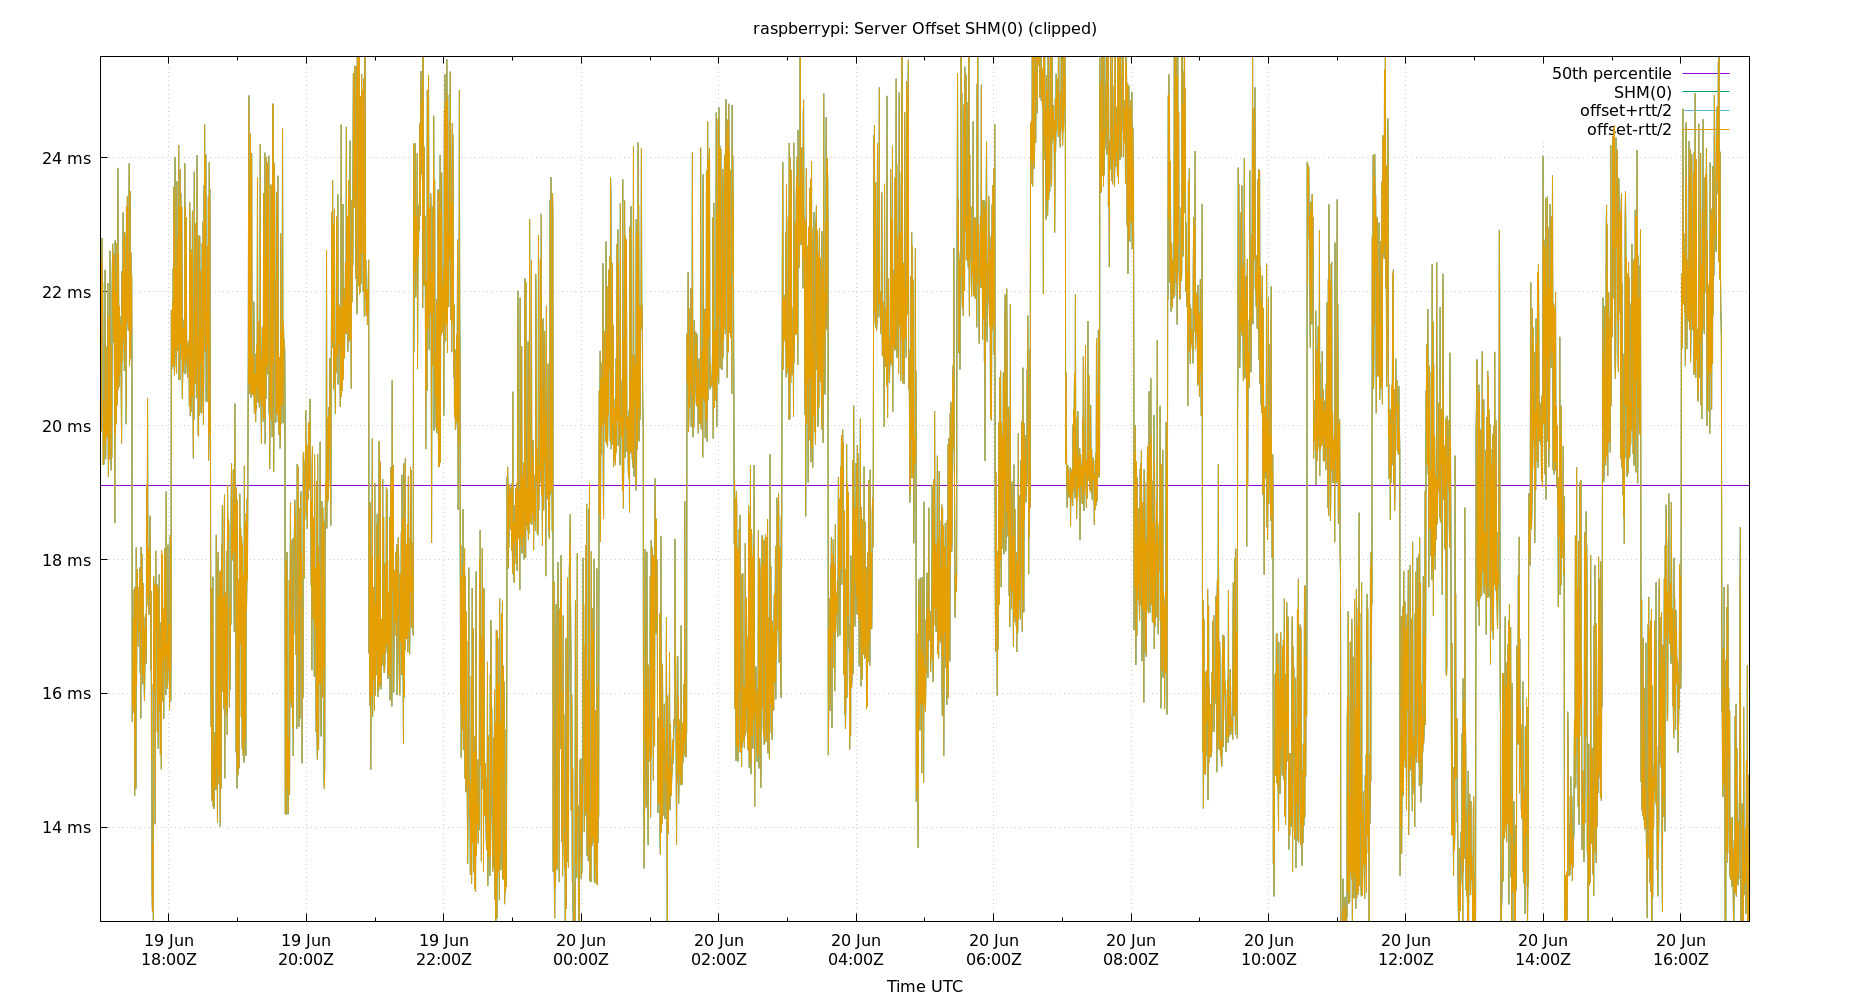 raspberrypi: Server Offset SHM(0) (clipped)
50th percentile
SHM(0)
offset+rtt/2
offset-rtt/2
24 ms
22 ms
20 ms
18 ms
16 ms
14 ms
19 Jun 19 Jun 19 Jun 20 Jun 20 Jun 20 Jun 20 Jun 20 Jun 20 Jun 20 Jun 20 Jun 20 Jun
18:00Z 20:00Z 22:00Z 00:00Z 02:00Z 04:00Z 06:00Z 08:00Z 10:00Z 12:00Z 14:00Z 16:00Z
Time UTC